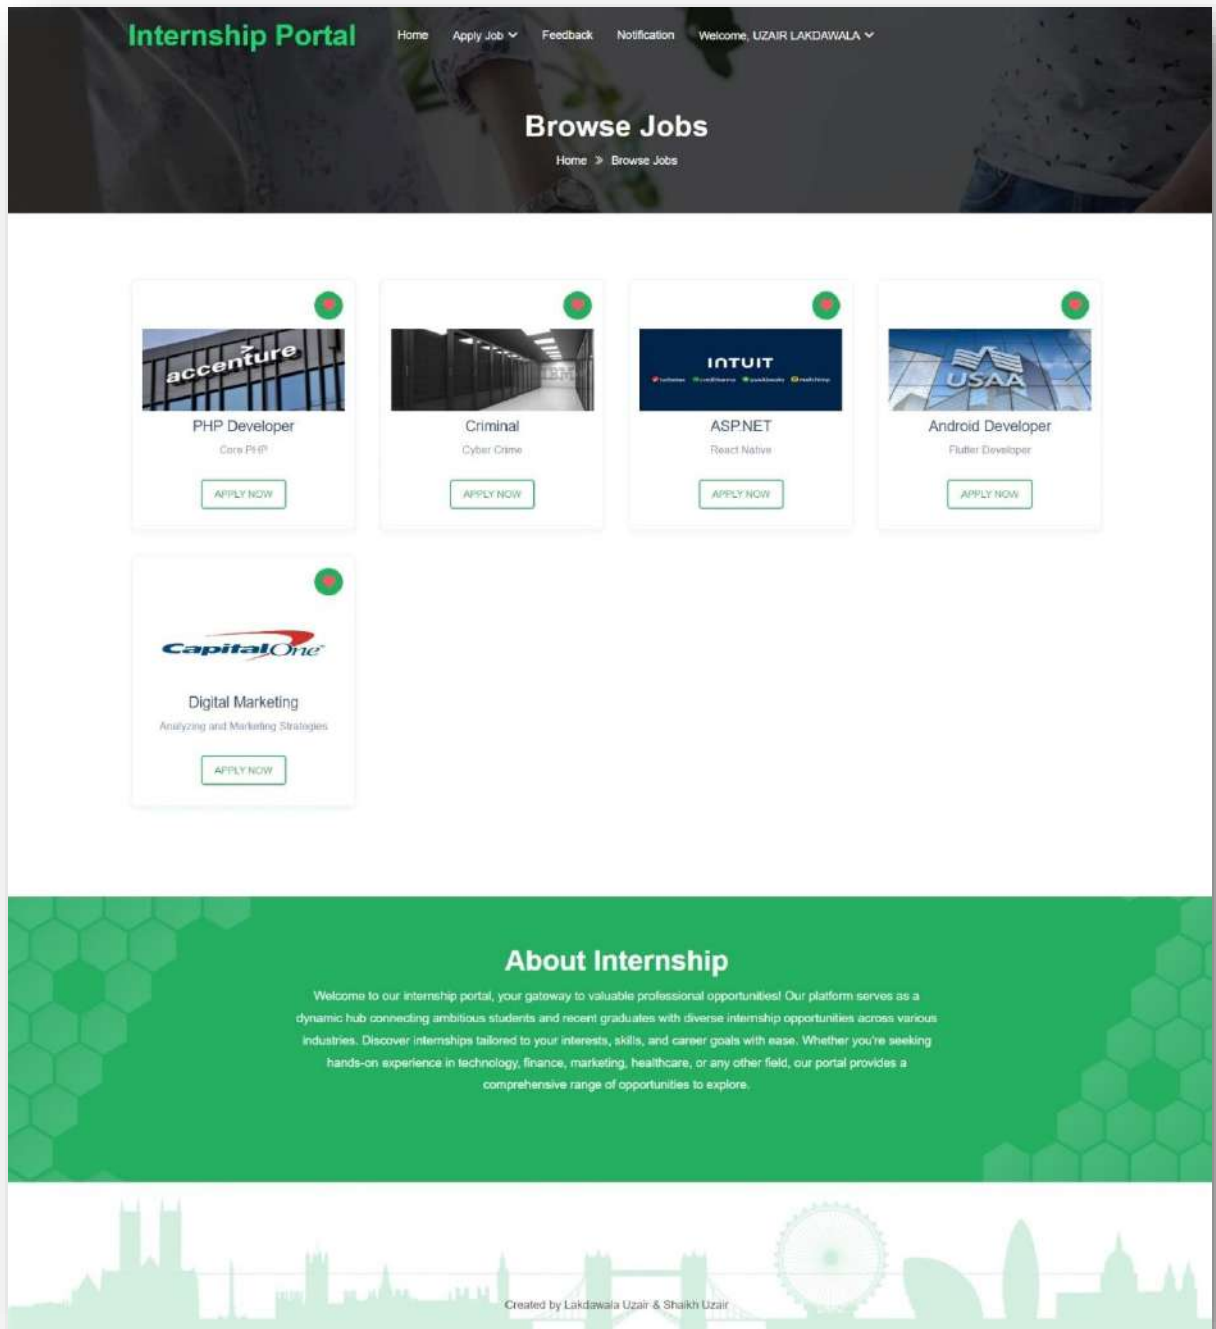 Internship Portal
Home
Apply Job
Feedback
Notification
Welcome, UZAIR LAKDAWALA
Browse Jobs
Home » Browse Jobs
accenture
PHP Developer
Core PHP
APPLY NOW
IBM
Criminal
Cyber Crime
APPLY NOW
INTUIT
turbotax creditkarma quickbooks mailchimp
ASP.NET
React Native
APPLY NOW
USAA
Android Developer
Flutter Developer
APPLY NOW
CapitalOne
Digital Marketing
Analyzing and Marketing Strategies
APPLY NOW
About Internship
Welcome to our internship portal, your gateway to valuable professional opportunities! Our platform serves as a
dynamic hub connecting ambitious students and recent graduates with diverse internship opportunities across various
industries. Discover internships tailored to your interests, skills, and career goals with ease. Whether you're seeking
hands-on experience in technology, finance, marketing, healthcare, or any other field, our portal provides a
comprehensive range of opportunities to explore.
Created by Lakdawala Uzair & Shaikh Uzair